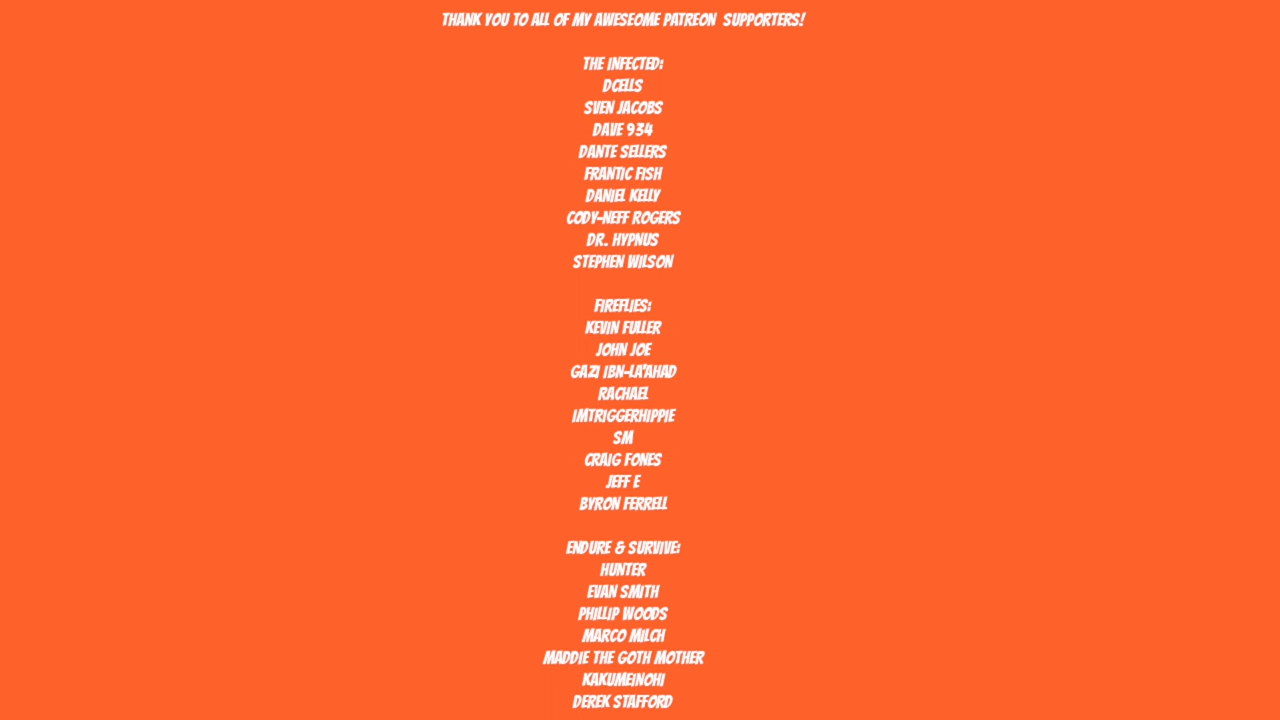 THANK YOU TO ALL OF MY AWESEOME PATREON SUPPORTERS!
THE INFECTED:
DCELLS
SVEN JACOBS
DAVE 934
DANTE SELLERS
FRANTIC FISH
DANIEL KELLY
CODY-NEFF ROGERS
DR. HYPNUS
STEPHEN WILSON
FIREFLIES:
KEVIN FULLER
JOHN JOE
GAZI IBN-LA'AHAD
RACHAEL
IMTRIGGERHIPPIE
SM
CRAIG FONES
JEFF E
BYRON FERRELL
ENDURE & SURVIVE:
HUNTER
EVAN SMITH
PHILLIP WOODS
MARCO MILCH
MADDIE THE GOTH MOTHER
KAKUMEINOHI
DEREK STAFFORD